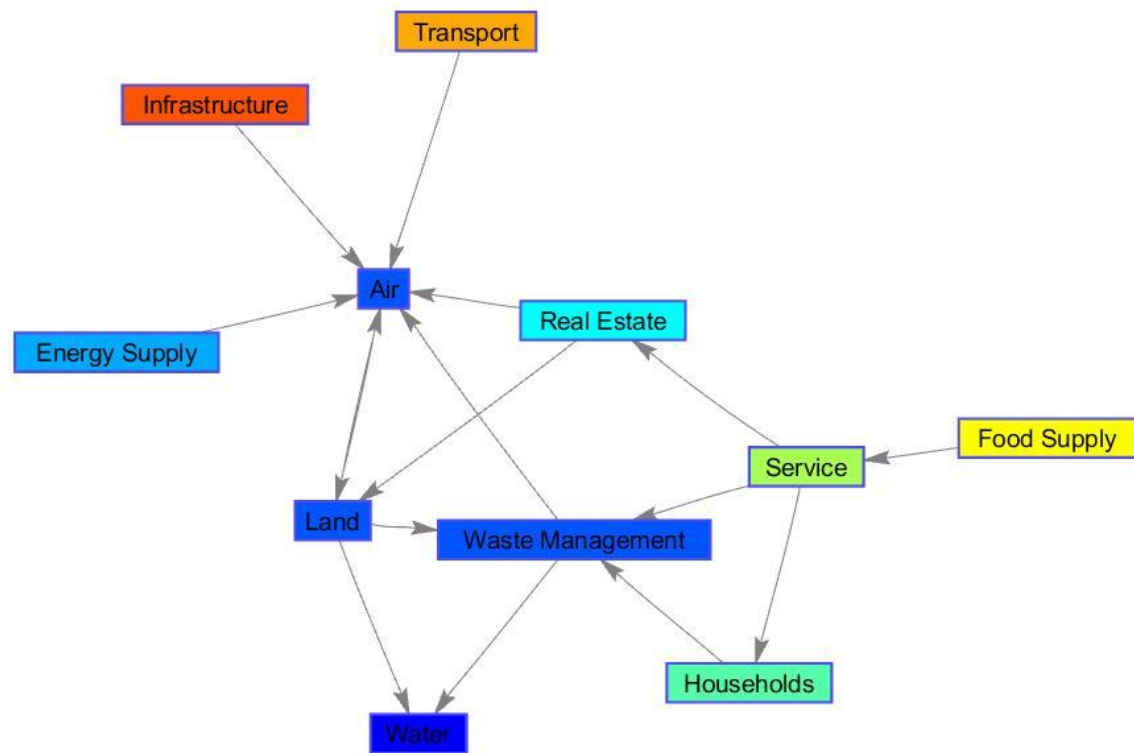 Transport
Infrastructure
Air
Real Estate
Energy Supply
Food Supply
Service
Land
Waste Management
Households
Water